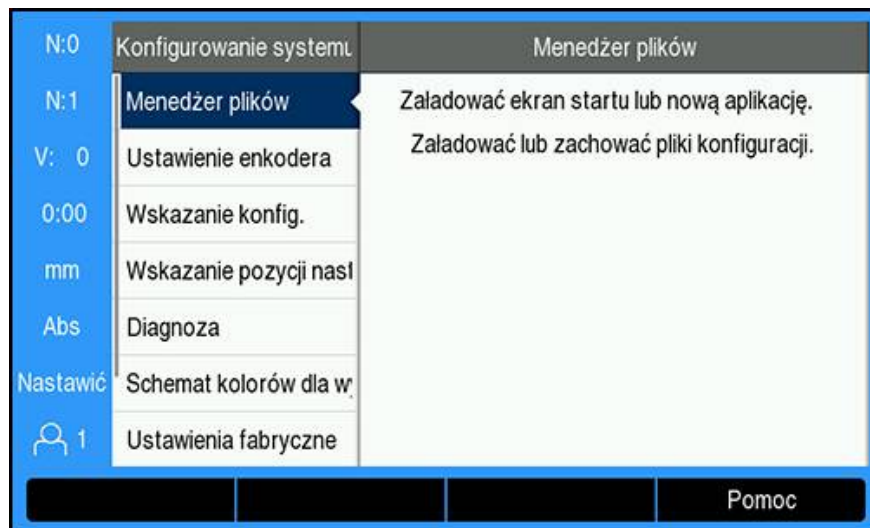 N:0
N:1
V: 0
0:00
mm
Abs
Nastawić
1
Konfigurowanie systemu
Menedżer plików
Ustawienie enkodera
Wskazanie konfig.
Wskazanie pozycji nast
Diagnoza
Schemat kolorów dla wy
Ustawienia fabryczne
Menedżer plików
Załadować ekran startu lub nową aplikację.
Załadować lub zachować pliki konfiguracji.
Pomoc